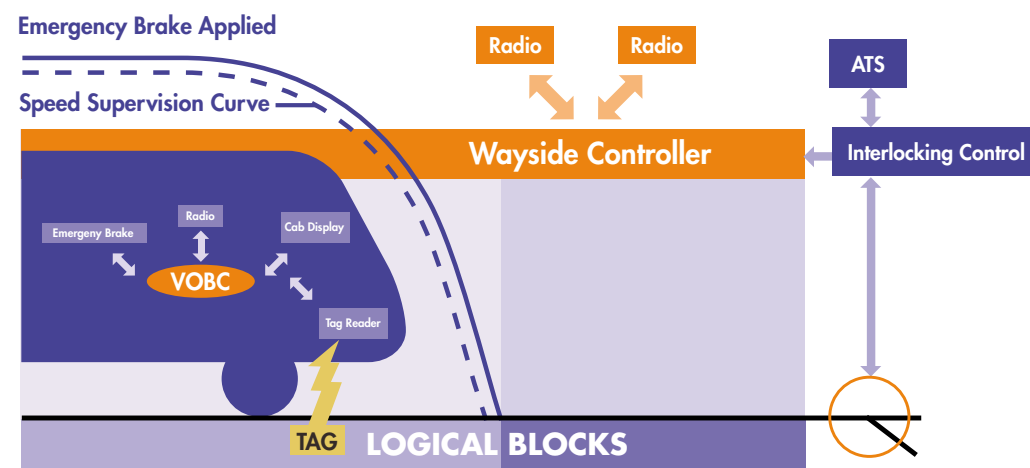 Emergency Brake Applied
Speed Supervision Curve
Radio
Radio
ATS
Wayside Controller
Interlocking Control
Emergeny Brake
Radio
Cab Display
VOBC
Tag Reader
TAG
LOGICAL BLOCKS